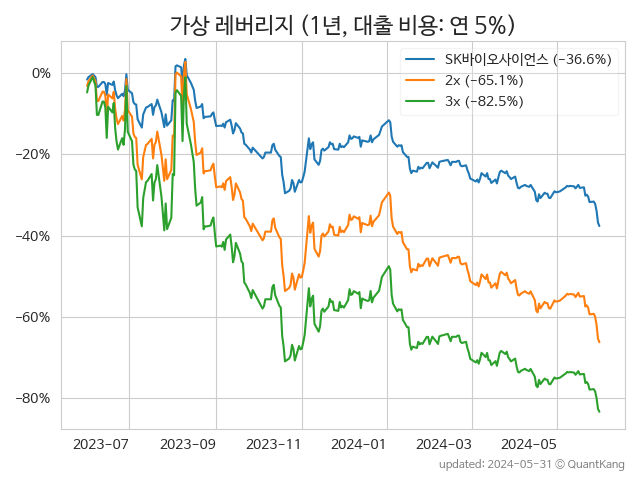 가상 레버리지 (1년, 대출 비용: 연 5%)
SK바이오사이언스 (−36.6%)
2x (−65.1%)
3x (−82.5%)
0%
−20%
−40%
−60%
−80%
2023-07 2023-09 2023-11 2024-01 2024-03 2024-05
updated: 2024-05-31 © QuantKang